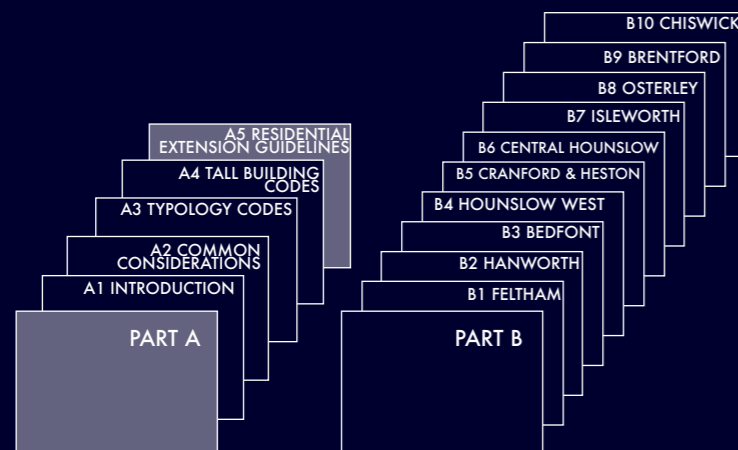 A5 RESIDENTIAL
EXTENSION GUIDELINES
A4 TALL BUILDING
CODES
A3 TYPOLOGY CODES
A2 COMMON
CONSIDERATIONS
A1 INTRODUCTION
PART A
B10 CHISWICK
B9 BRENTFORD
B8 OSTERLEY
B7 ISLEWORTH
B6 CENTRAL HOUNSLOW
B5 CRANFORD & HESTON
B4 HOUNSLOW WEST
B3 BEDFONT
B2 HANWORTH
B1 FELTHAM
PART B